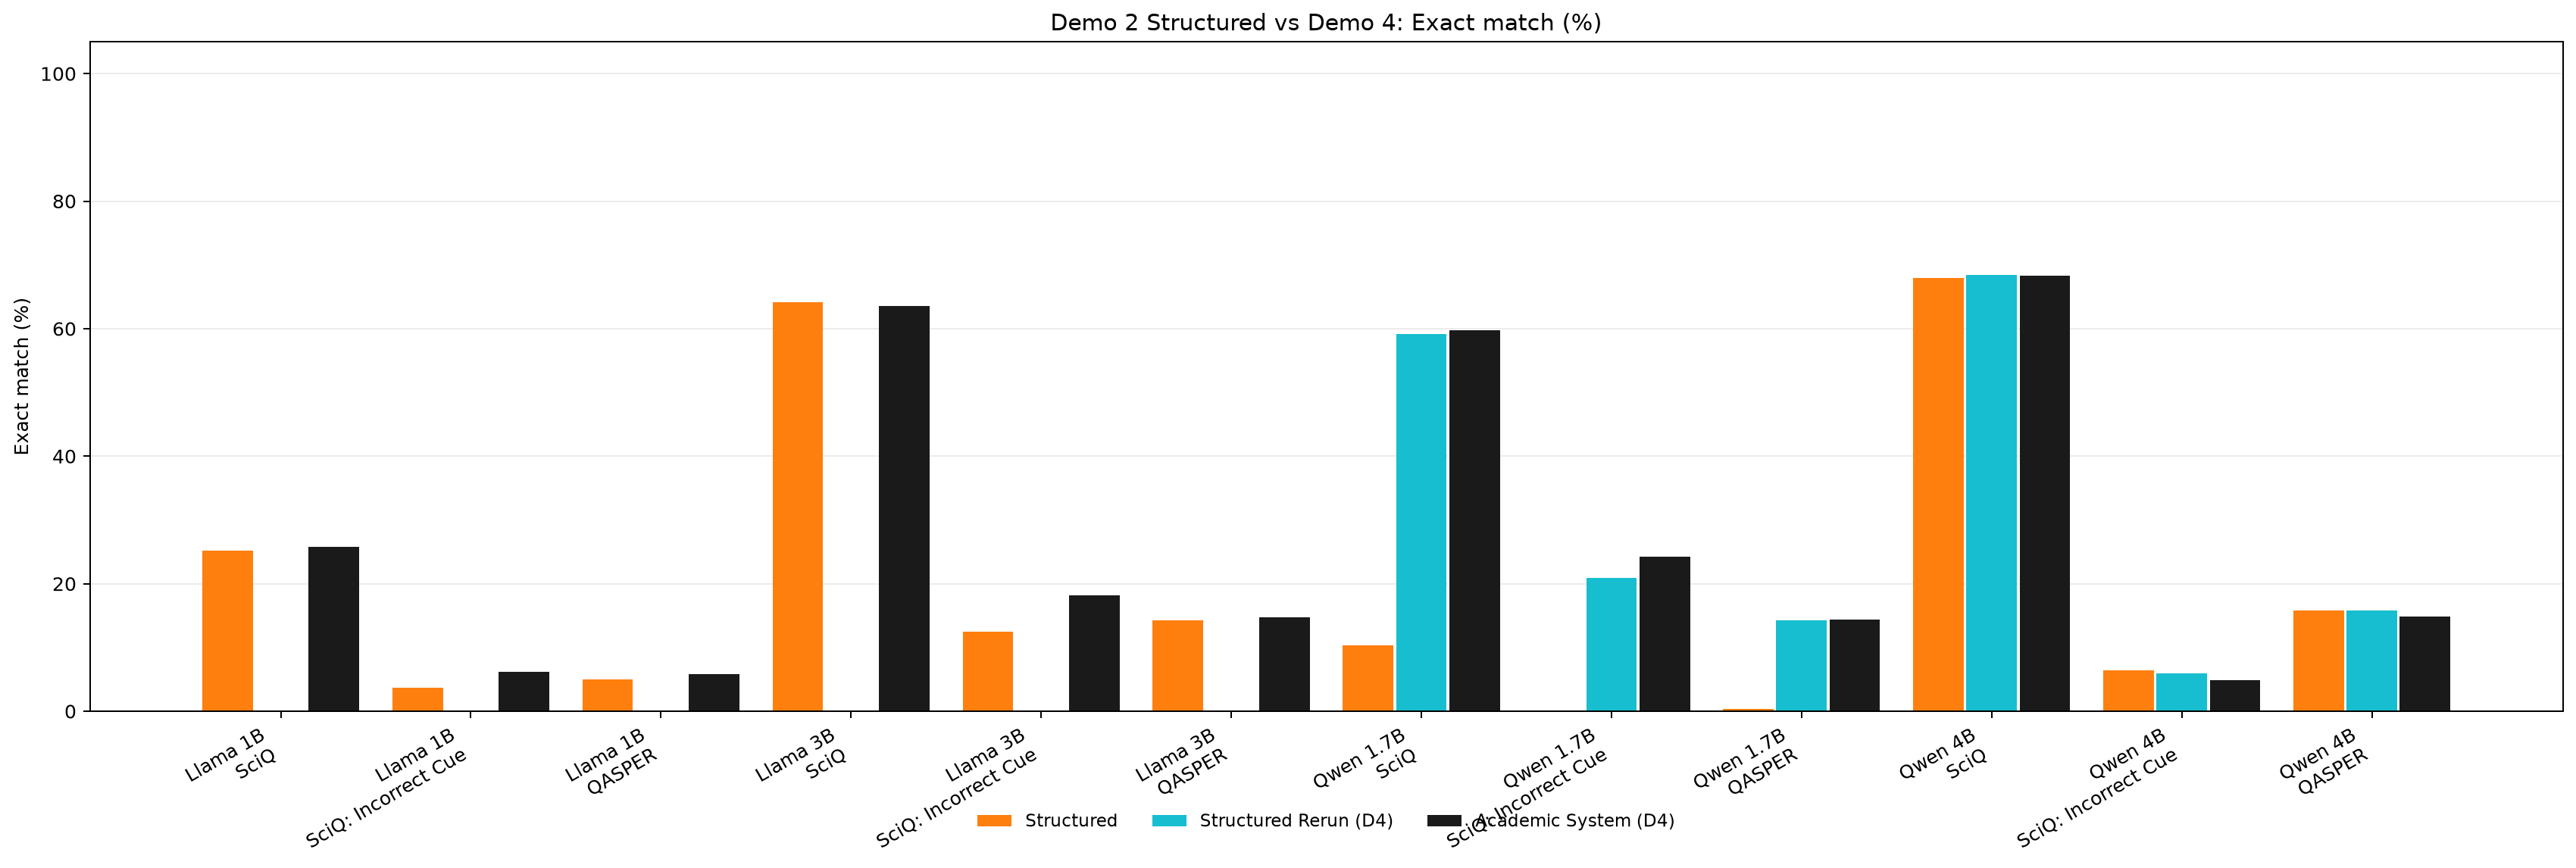 Demo 2 Structured vs Demo 4: Exact match (%)
Exact match (%)
100
80
60
40
20
0
Llama 1B
SciQ
Llama 1B
SciQ: Incorrect Cue
Llama 1B
QASPER
Llama 3B
SciQ
Llama 3B
SciQ: Incorrect Cue
Llama 3B
QASPER
Qwen 1.7B
SciQ
Qwen 1.7B
SciQ: Incorrect Cue
Qwen 1.7B
QASPER
Qwen 4B
SciQ
Qwen 4B
SciQ: Incorrect Cue
Qwen 4B
QASPER
Structured
Structured Rerun (D4)
Academic System (D4)